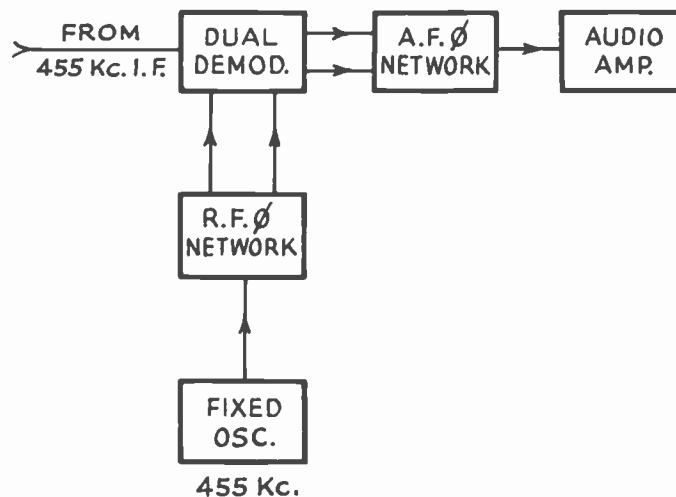 FROM
455 Kc. I.F.
DUAL
DEMOD.
A.F.Ø
NETWORK
AUDIO
AMP.
R.F.Ø
NETWORK
FIXED
OSC.
455 Kc.